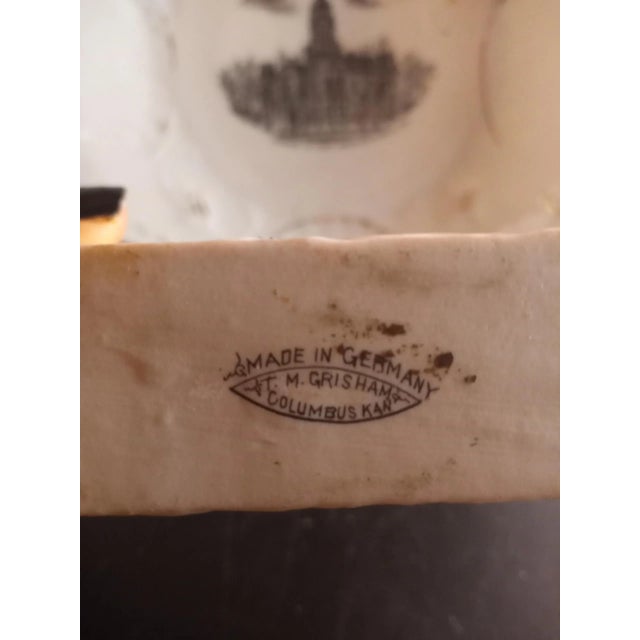 MADE IN GERMANY
T. M. GRISHAM
COLUMBUS KAN.